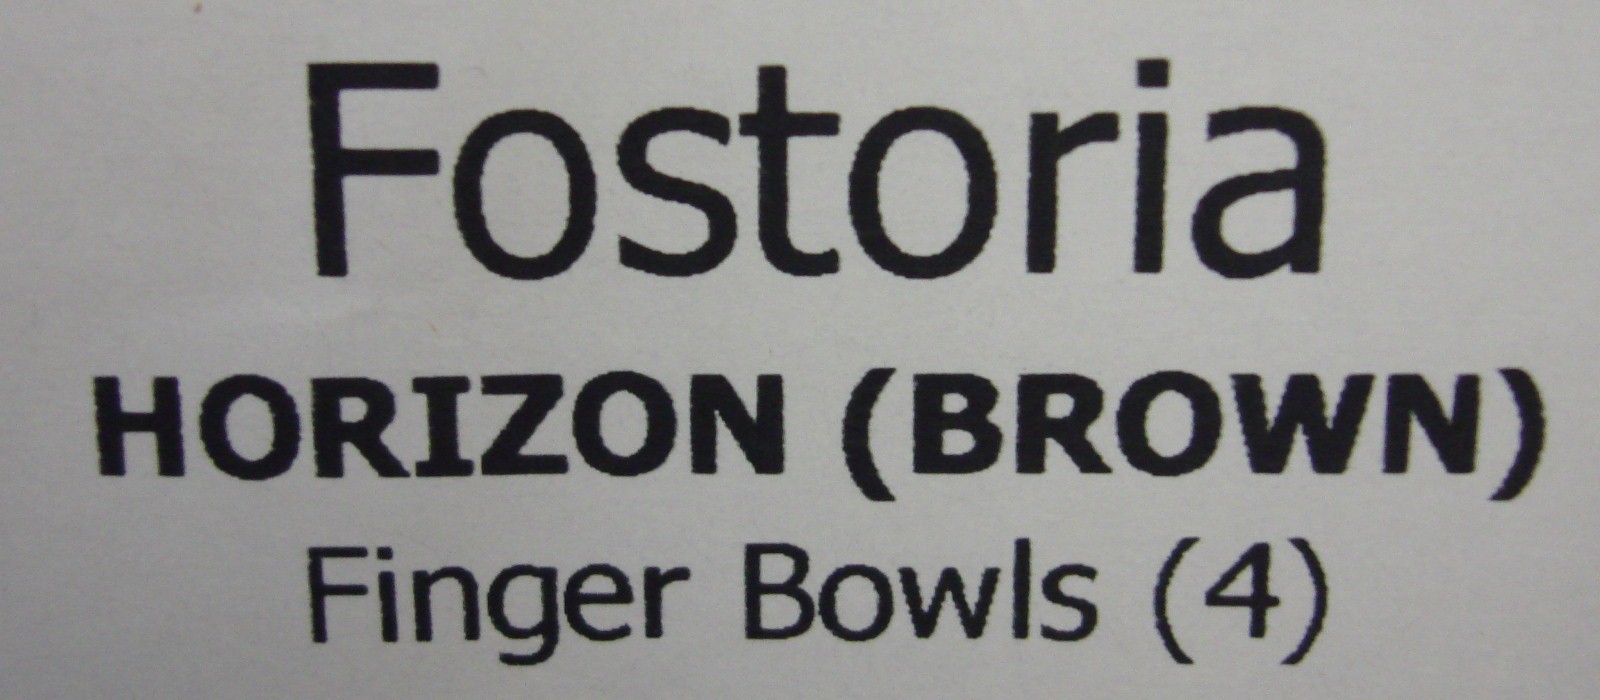 Fostoria
HORIZON (BROWN)
Finger Bowls (4)